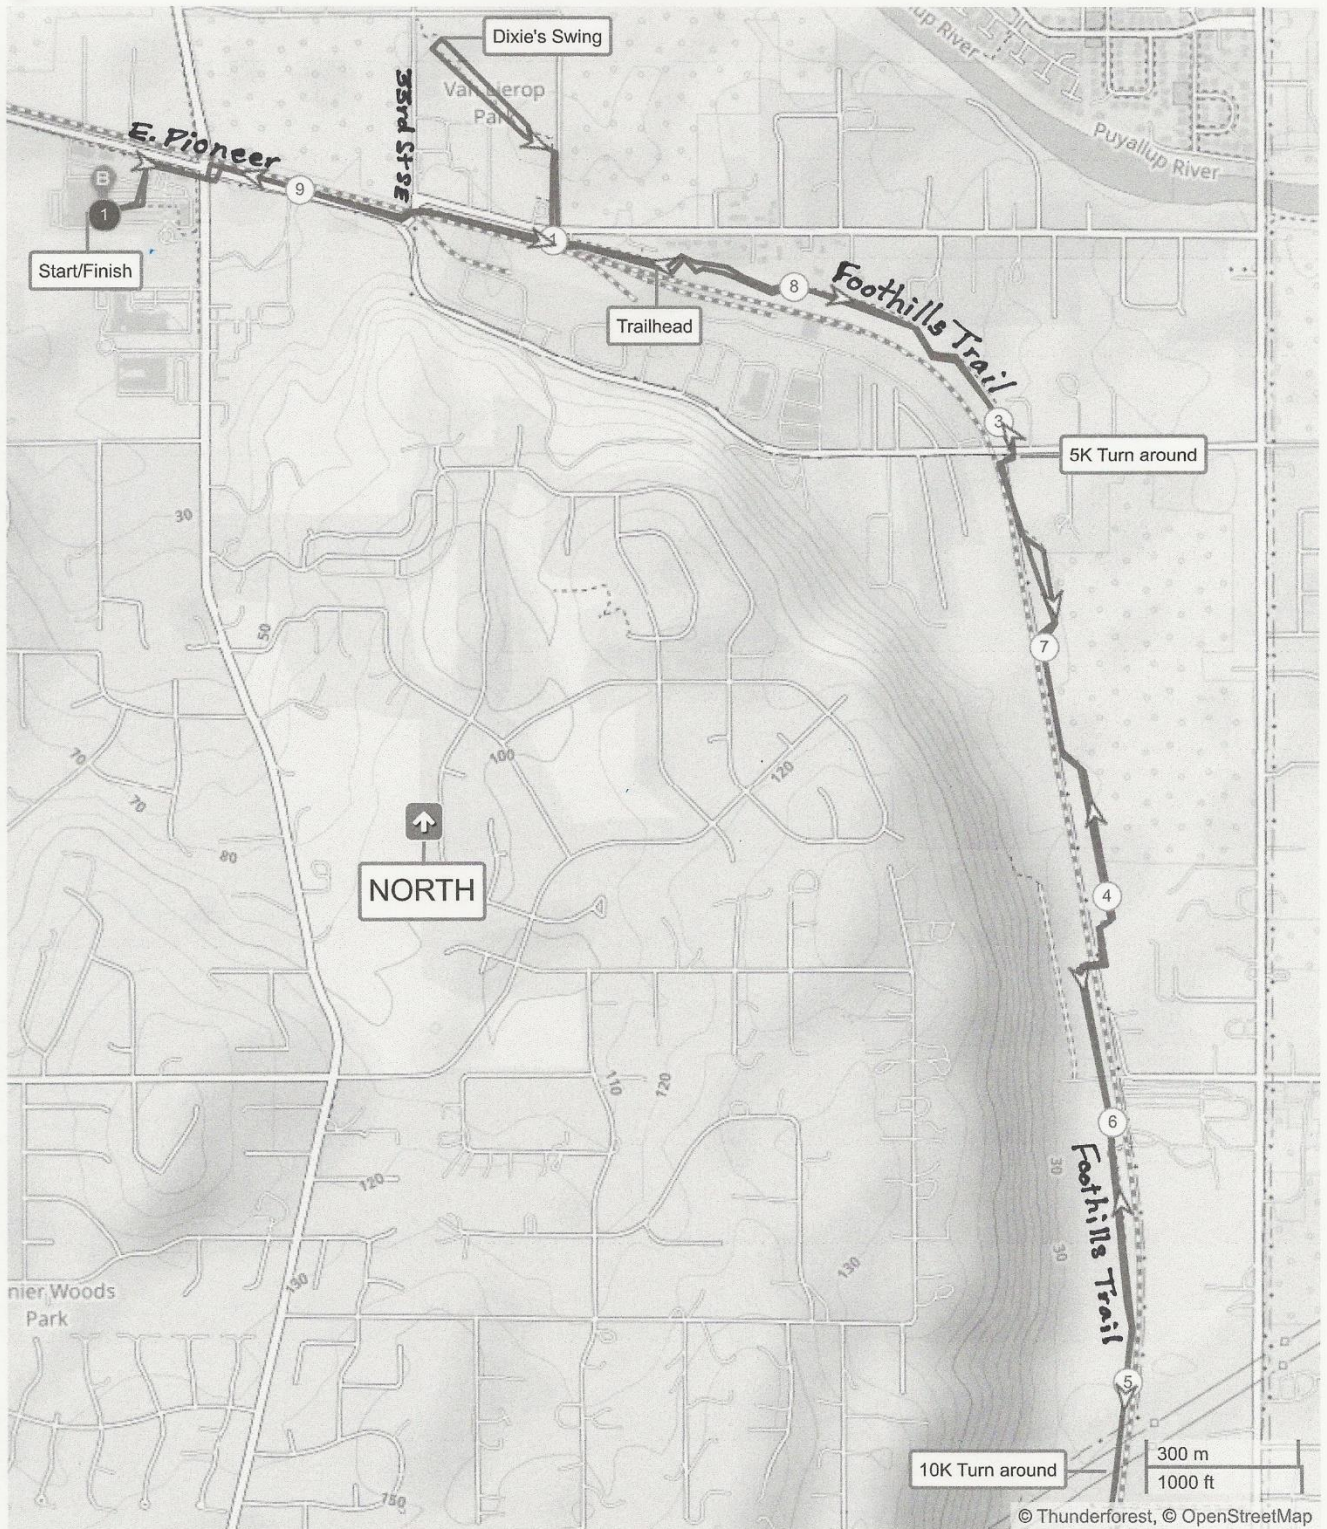 Dixie's Swing
Van Lierop
Park
33rd St SE
E. Pioneer
Puyallup River
up River
B
1
9
1
Start/Finish
Trailhead
8
Foothills Trail
3
5K Turn around
30
7
50
100
120
70
70
80
NORTH
4
110
120
6
30
120
30
Foothills Trail
130
130
nier Woods
Park
5
10K Turn around
300 m
1000 ft
150
© Thunderforest, © OpenStreetMap